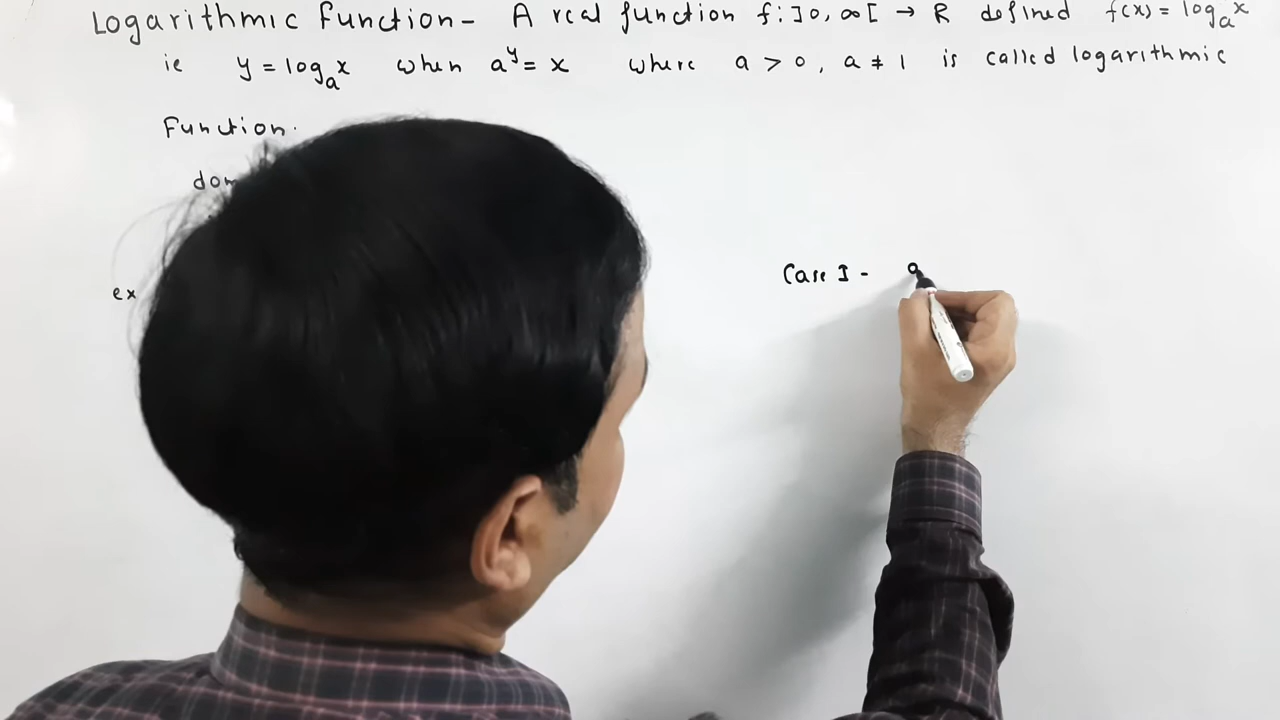 Logarithmic Function - A real function f : ]0, ∞[ → R defined f(x) = logₐx
ie y = logₐx when aʸ = x where a > 0, a ≠ 1 is called logarithmic
Function.
ex
Case I -